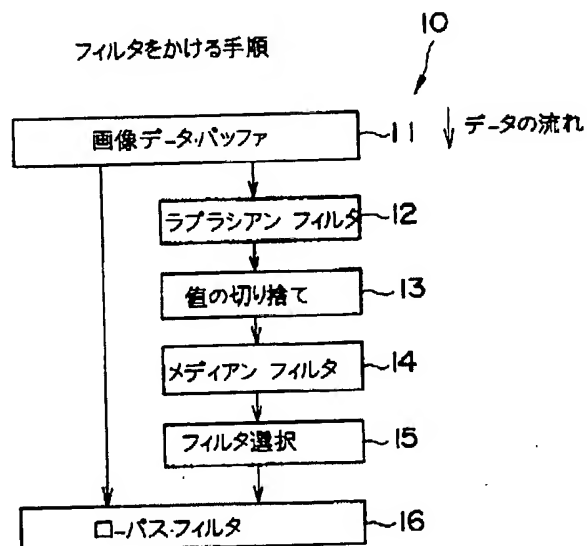 フィルタをかける手順
10
画像データ・バッファ
11
データの流れ
ラプラシアン フィルタ
12
値の切り捨て
13
メディアン フィルタ
14
フィルタ選択
15
ローパス・フィルタ
16